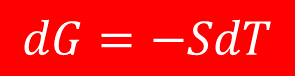 dG = −SdT